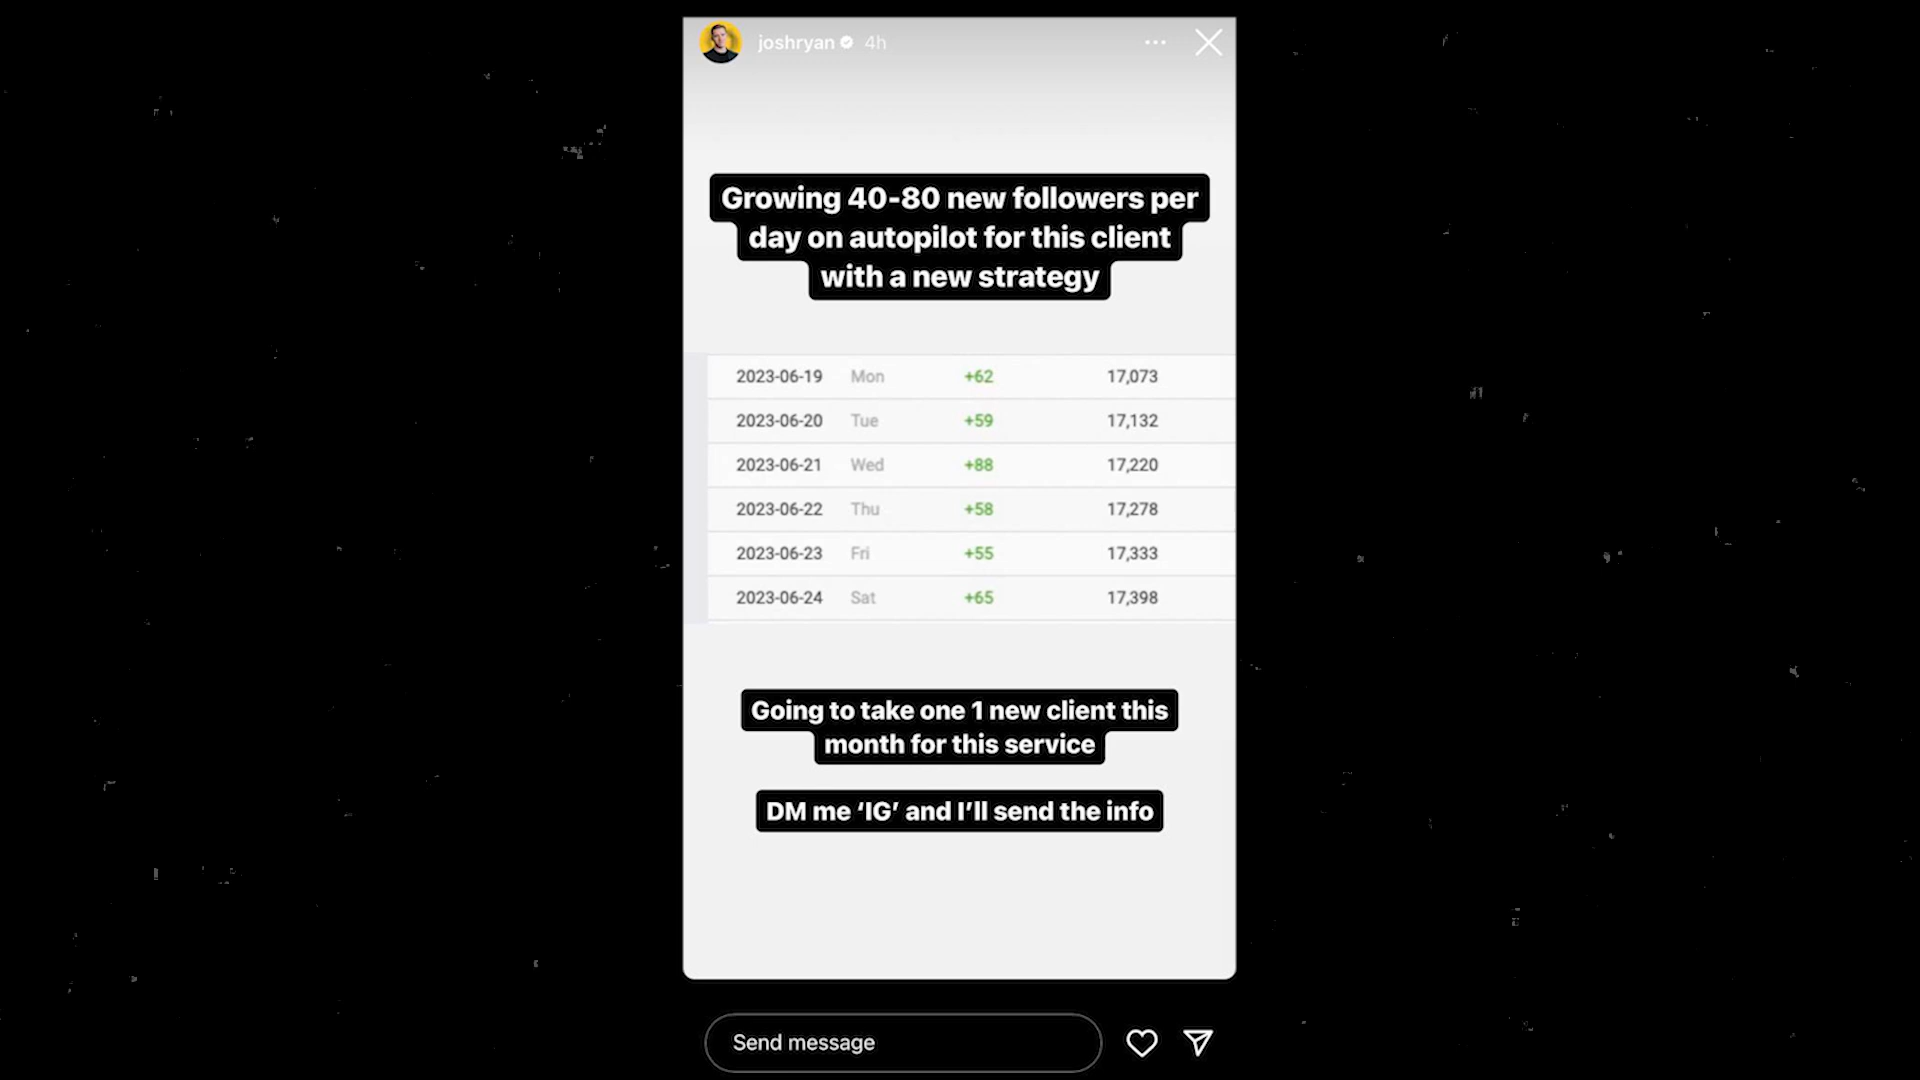 joshryan 4h
Growing 40-80 new followers per
day on autopilot for this client
with a new strategy
2023-06-19 Mon +62 17,073
2023-06-20 Tue +59 17,132
2023-06-21 Wed +88 17,220
2023-06-22 Thu +58 17,278
2023-06-23 Fri +55 17,333
2023-06-24 Sat +65 17,398
Going to take one 1 new client this
month for this service
DM me ‘IG’ and I’ll send the info
Send message